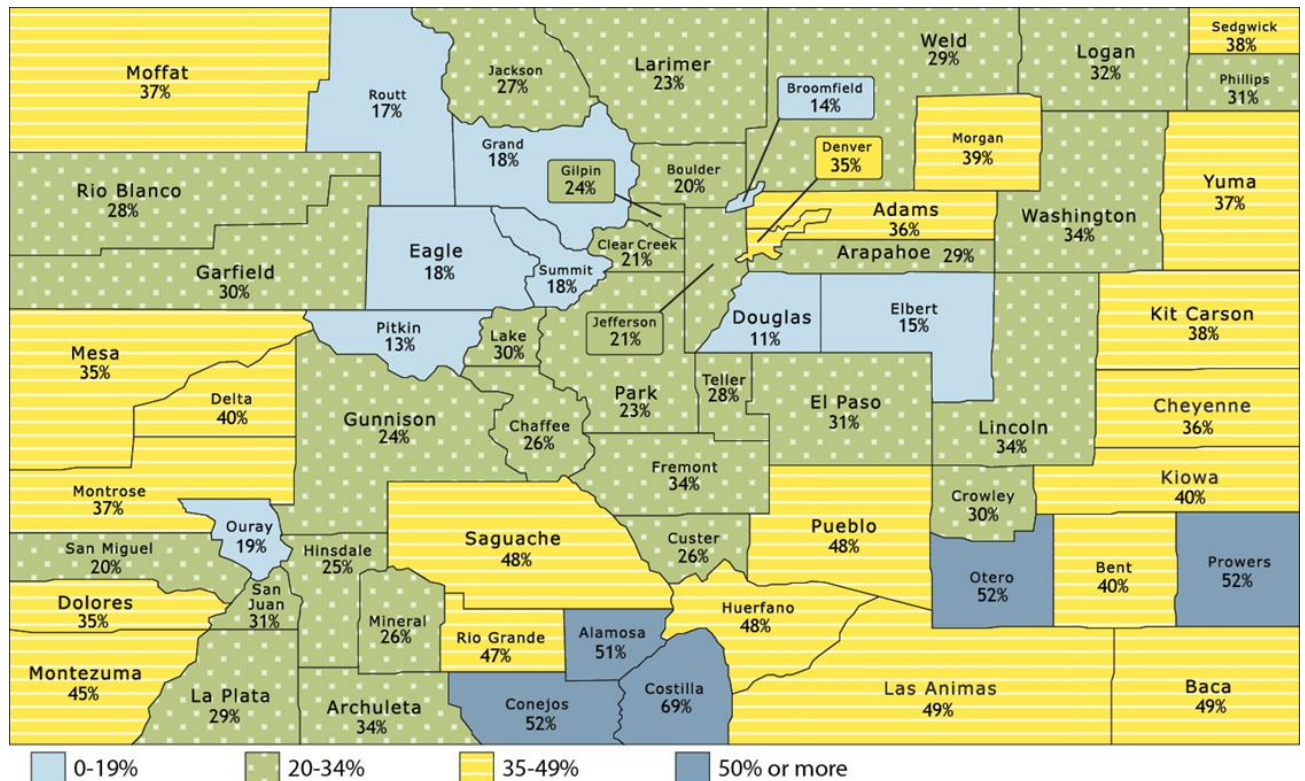 Moffat
37%
Routt
17%
Jackson
27%
Larimer
23%
Weld
29%
Logan
32%
Sedgwick
38%
Phillips
31%
Broomfield
14%
Grand
18%
Gilpin
24%
Boulder
20%
Denver
35%
Morgan
39%
Yuma
37%
Rio Blanco
28%
Washington
34%
Adams
36%
Arapahoe 29%
Eagle
18%
Clear Creek
21%
Summit
18%
Garfield
30%
Pitkin
13%
Lake
30%
Jefferson
21%
Douglas
11%
Elbert
15%
Kit Carson
38%
Mesa
35%
Delta
40%
Gunnison
24%
Chaffee
26%
Park
23%
Teller
28%
El Paso
31%
Lincoln
34%
Cheyenne
36%
Fremont
34%
Montrose
37%
Ouray
19%
Kiowa
40%
Crowley
30%
San Miguel
20%
Hinsdale
25%
Saguache
48%
Custer
26%
Pueblo
48%
Otero
52%
Bent
40%
Prowers
52%
Dolores
35%
San
Juan
31%
Mineral
26%
Rio Grande
47%
Alamosa
51%
Huerfano
48%
Montezuma
45%
La Plata
29%
Archuleta
34%
Conejos
52%
Costilla
69%
Las Animas
49%
Baca
49%
0-19%
20-34%
35-49%
50% or more